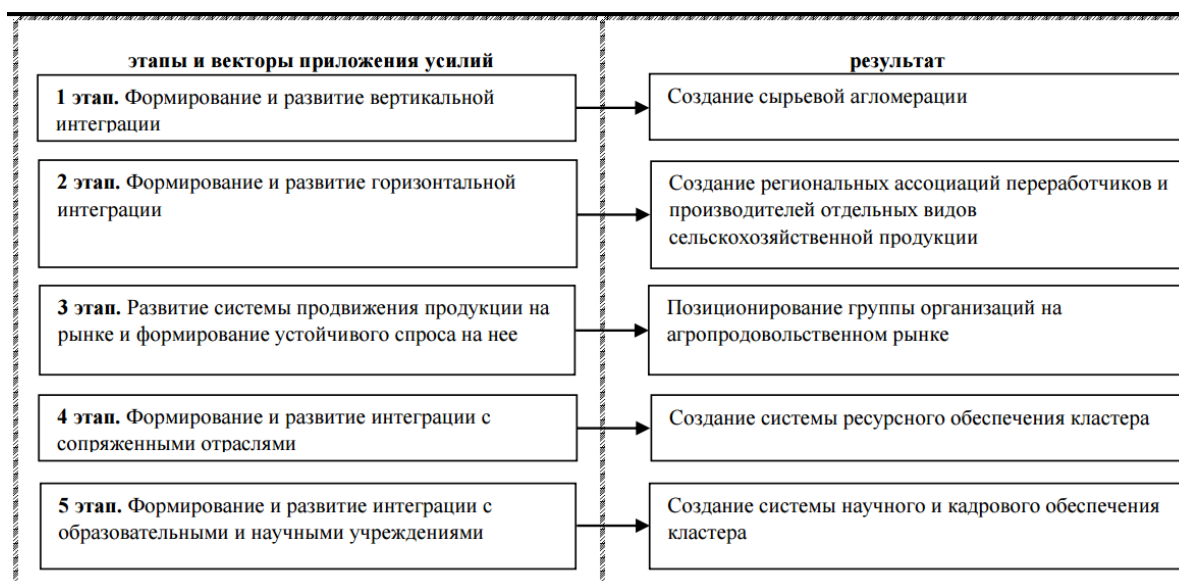 этапы и векторы приложения усилий
результат
1 этап. Формирование и развитие вертикальной
интеграции
Создание сырьевой агломерации
2 этап. Формирование и развитие горизонтальной
интеграции
Создание региональных ассоциаций переработчиков и
производителей отдельных видов
сельскохозяйственной продукции
3 этап. Развитие системы продвижения продукции на
рынке и формирование устойчивого спроса на нее
Позиционирование группы организаций на
агропродовольственном рынке
4 этап. Формирование и развитие интеграции с
сопряженными отраслями
Создание системы ресурсного обеспечения кластера
5 этап. Формирование и развитие интеграции с
образовательными и научными учреждениями
Создание системы научного и кадрового обеспечения
кластера